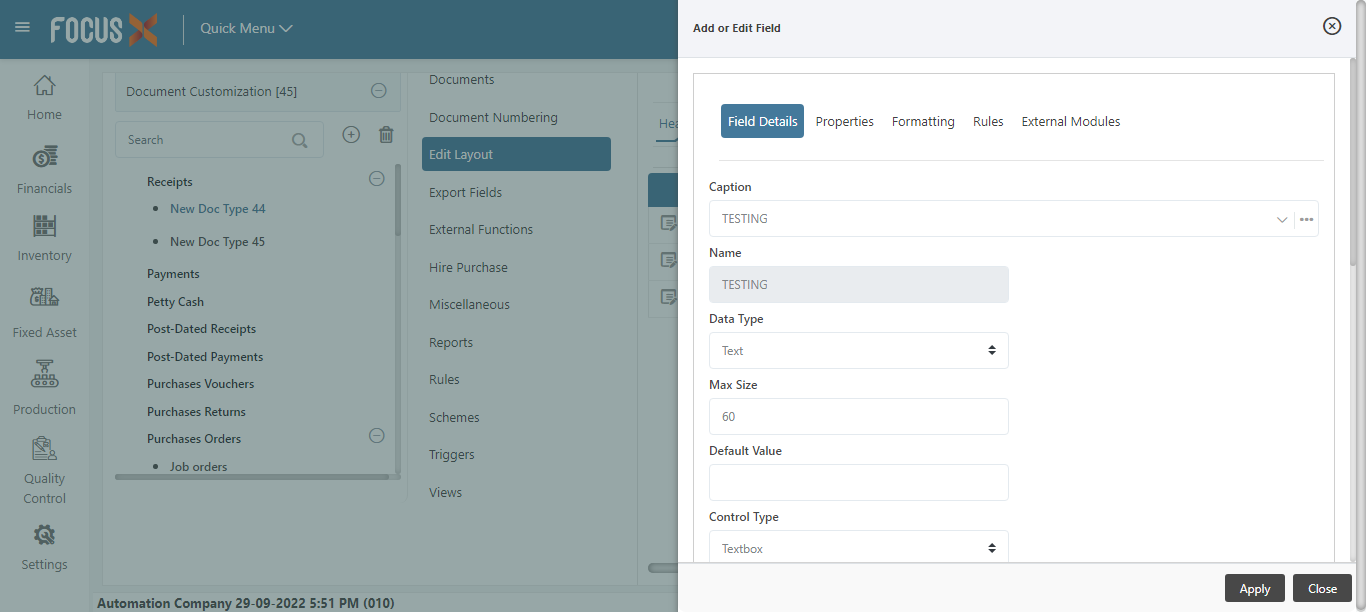 FOCUS X
Quick Menu
Home
Financials
Inventory
Fixed Asset
Production
Quality
Control
Settings
Document Customization [45]
Search
Receipts
New Doc Type 44
New Doc Type 45
Payments
Petty Cash
Post-Dated Receipts
Post-Dated Payments
Purchases Vouchers
Purchases Returns
Purchases Orders
Job orders
Documents
Document Numbering
Edit Layout
Export Fields
External Functions
Hire Purchase
Miscellaneous
Reports
Rules
Schemes
Triggers
Views
Hea
Automation Company 29-09-2022 5:51 PM (010)
Add or Edit Field
Field Details Properties Formatting Rules External Modules
Caption
TESTING
Name
TESTING
Data Type
Text
Max Size
60
Default Value
Control Type
Textbox
Apply Close